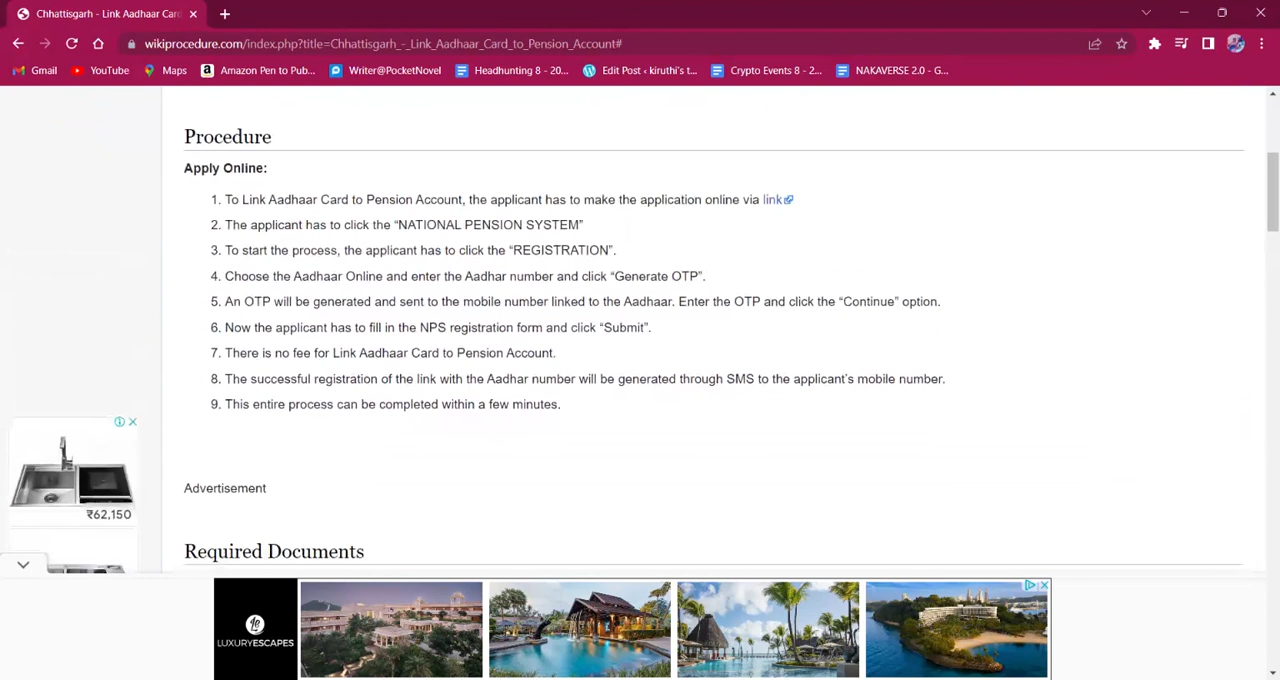 Chhattisgarh - Link Aadhaar Card
wikiprocedure.com/index.php?title=Chhattisgarh_-_Link_Aadhaar_Card_to_Pension_Account#
Gmail
YouTube
Maps
Amazon Pen to Pub...
Writer@PocketNovel
Headhunting 8 - 20...
Edit Post ‹ kiruthi's t...
Crypto Events 8 - 2...
NAKAVERSE 2.0 - G...
Procedure
Apply Online:
1. To Link Aadhaar Card to Pension Account, the applicant has to make the application online via link
2. The applicant has to click the “NATIONAL PENSION SYSTEM”
3. To start the process, the applicant has to click the “REGISTRATION”.
4. Choose the Aadhaar Online and enter the Aadhar number and click “Generate OTP”.
5. An OTP will be generated and sent to the mobile number linked to the Aadhaar. Enter the OTP and click the “Continue” option.
6. Now the applicant has to fill in the NPS registration form and click “Submit”.
7. There is no fee for Link Aadhaar Card to Pension Account.
8. The successful registration of the link with the Aadhar number will be generated through SMS to the applicant’s mobile number.
9. This entire process can be completed within a few minutes.
₹62,150
Advertisement
Required Documents
LE
LUXURYESCAPES